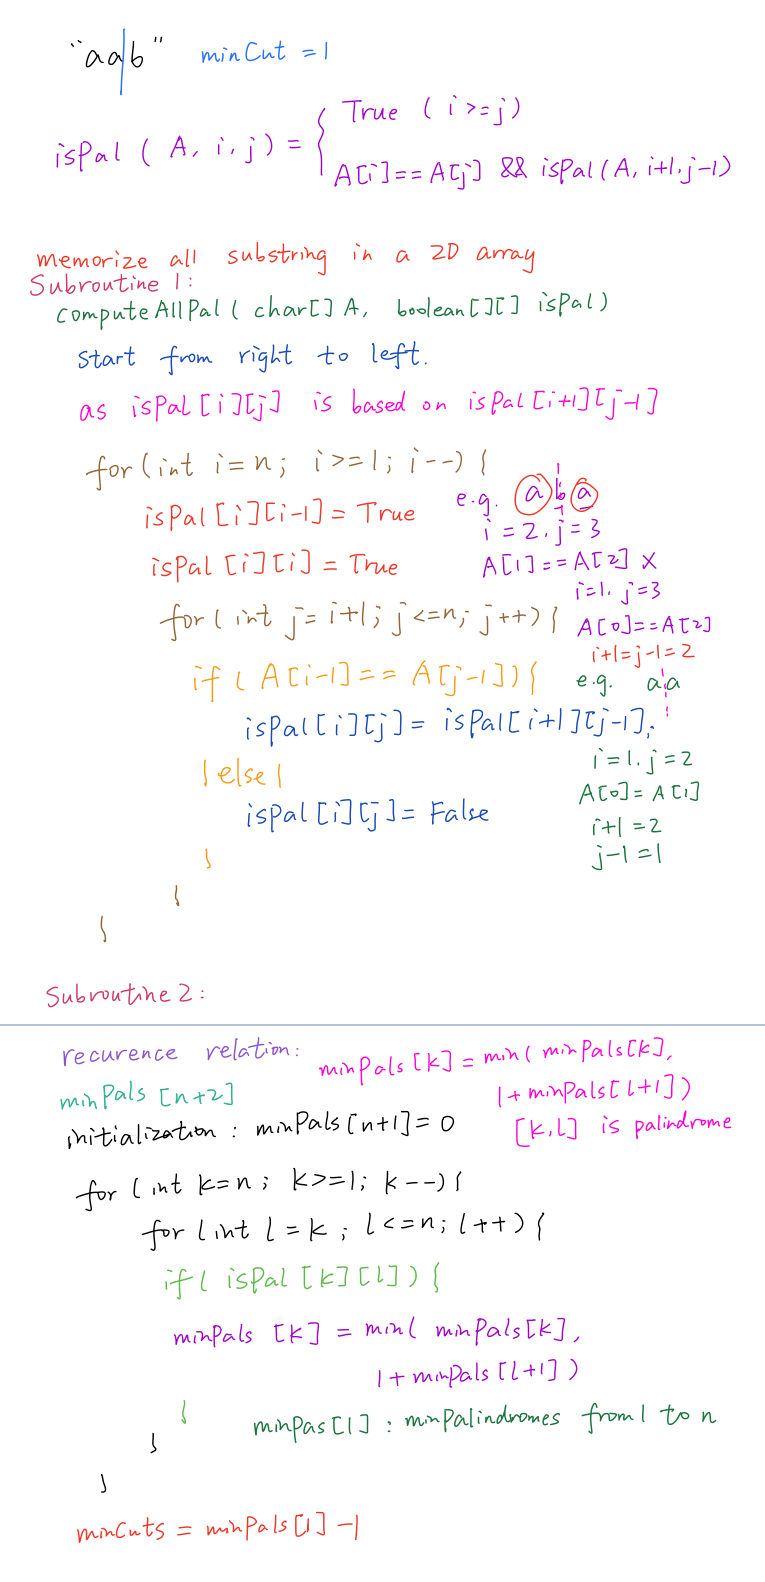 "aa|b" minCut = 1
isPal ( A, i, j ) = { True ( i >= j )
A[i] == A[j] && isPal(A, i+1, j-1)
memorize all substring in a 2D array
Subroutine 1:
compute All Pal ( char[] A, boolean[][] isPal )
Start from right to left.
as isPal [i][j] is based on isPal [i+1][j-1]
for (int i = n; i >= 1; i--) {
isPal [i][i-1] = True
isPal [i][i] = True
for ( int j = i+1; j <= n; j++) {
if ( A[i-1] == A[j-1]) {
isPal [i][j] = isPal[i+1][j-1];
} else {
isPal [i][j] = False
}
}
}
e.g. a b a
i = 2, j = 3
A[1] == A[2] x
i=1, j=3
A[0] == A[2]
i+1 = j-1 = 2
e.g. a a
i = 1, j = 2
A[0] = A[1]
i+1 = 2
j-1 = 1
Subroutine 2:
recurence relation:
minPals [k] = min( minPals[k],
1 + minPals[l+1])
[k,l] is palindrome
minPals [n+2]
initialization : minPals [n+1] = 0
for (int k=n; k>=1; k--) {
for (int l = k; l <= n; l++) {
if ( isPal [k][l]) {
minPals [k] = min( minPals[k],
1 + minPals [l+1] )
}
minPas [1] : minPalindromes from 1 to n
}
}
minCuts = minPals [1] - 1